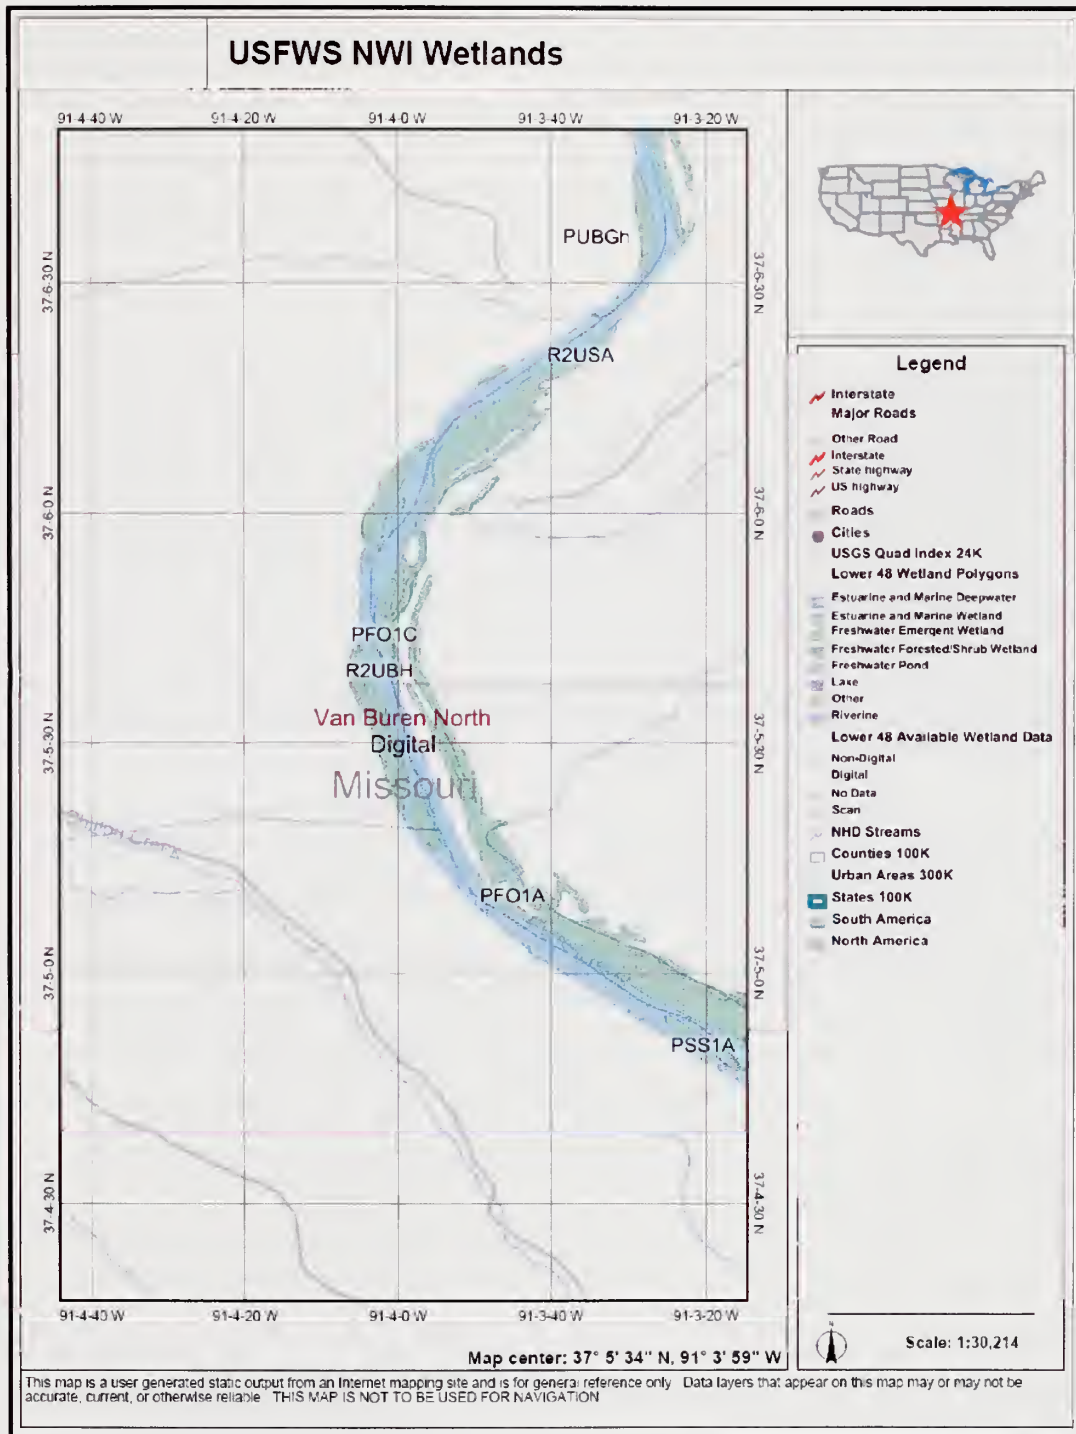 USFWS NWI Wetlands
91-4-40 W
91-4-20 W
91-4-0 W
91-3-40 W
91-3-20 W
PUBGh
37-6-30 N
37-6-30 N
R2USA
37-6-0 N
37-6-0 N
PFO1C
R2UBH
Van Buren North
Digital
Missouri
37-5-30 N
37-5-30 N
PFO1A
37-5-0 N
37-5-0 N
PSS1A
37-4-30 N
37-4-30 N
91-4-40 W
91-4-20 W
91-4-0 W
91-3-40 W
91-3-20 W
Map center: 37° 5' 34" N, 91° 3' 59" W
Legend
Interstate
Major Roads
Other Road
Interstate
State highway
US highway
Roads
Cities
USGS Quad Index 24K
Lower 48 Wetland Polygons
Estuarine and Marine Deepwater
Estuarine and Marine Wetland
Freshwater Emergent Wetland
Freshwater Forested/Shrub Wetland
Freshwater Pond
Lake
Other
Riverine
Lower 48 Available Wetland Data
Non-Digital
Digital
No Data
Scan
NHD Streams
Counties 100K
Urban Areas 300K
States 100K
South America
North America
N
Scale: 1:30,214
This map is a user generated static output from an Internet mapping site and is for general reference only Data layers that appear on this map may or may not be
accurate, current, or otherwise reliable THIS MAP IS NOT TO BE USED FOR NAVIGATION